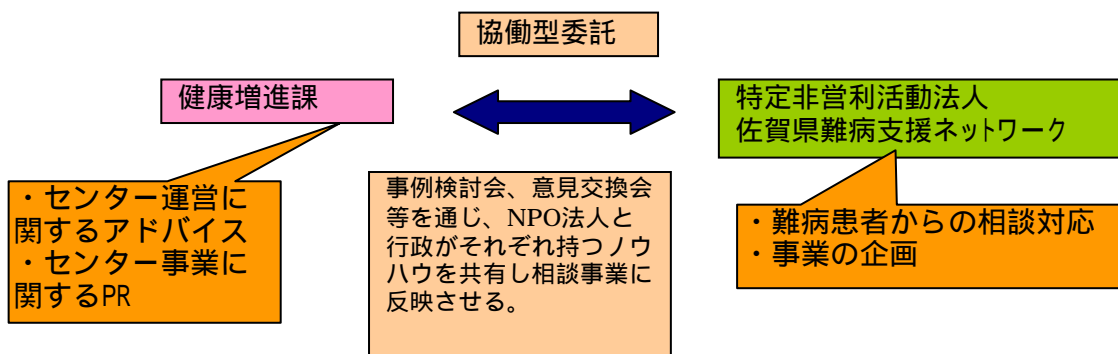 協働型委託
健康増進課
特定非営利活動法人
佐賀県難病支援ネットワーク
・センター運営に
関するアドバイス
・センター事業に
関するPR
事例検討会、意見交換会
等を通じ、NPO法人と
行政がそれぞれ持つノウ
ハウを共有し相談事業に
反映させる。
・難病患者からの相談対応
・事業の企画